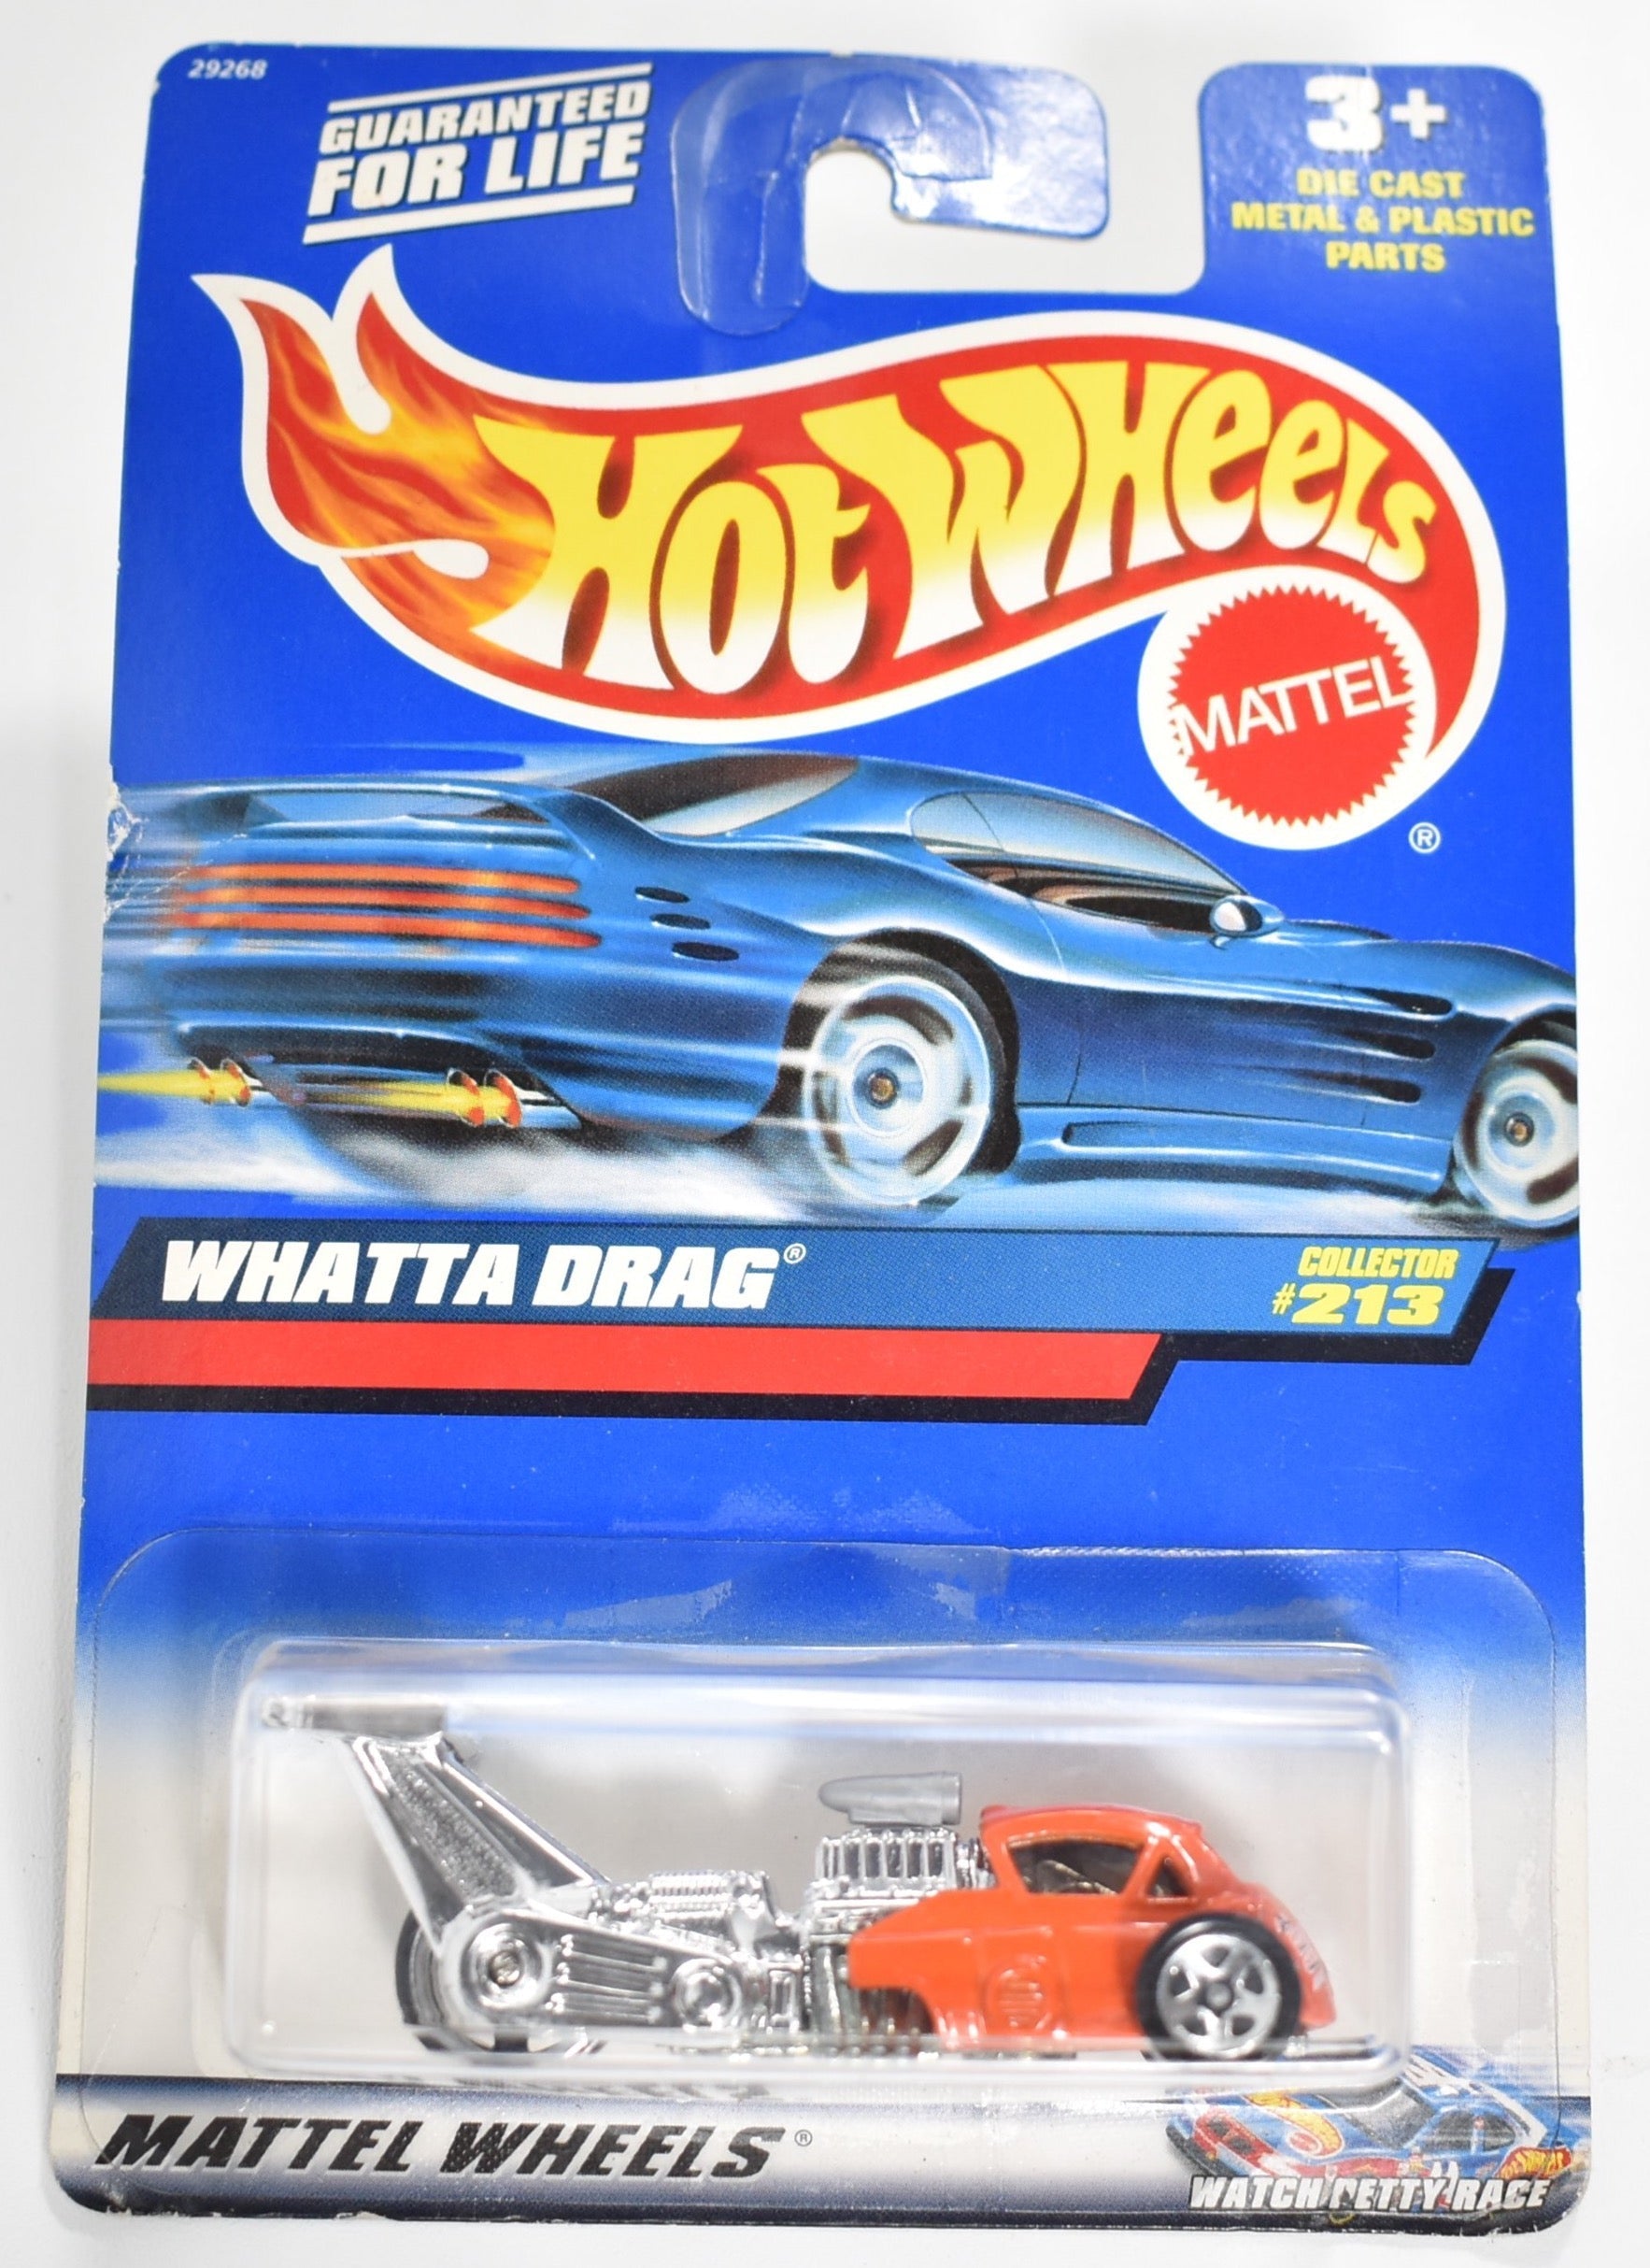 29268
GUARANTEED
FOR LIFE
3+
DIE CAST
METAL & PLASTIC
PARTS
HOT WHEELS
MATTEL
®
WHATTA DRAG®
COLLECTOR
#213
MATTEL WHEELS®
WATCH PETTY RACE